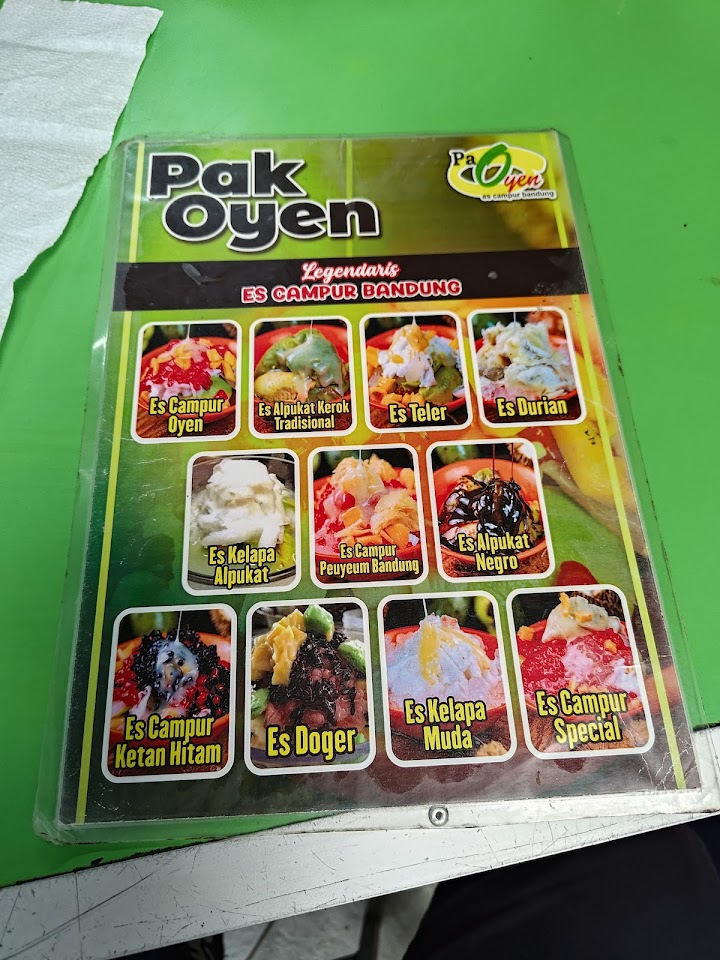 Pak
Oyen
Pa
Oyen
es campur bandung
Legendaris
ES CAMPUR BANDUNG
Es Campur
Oyen
Es Alpukat Kerok
Tradisional
Es Teler
Es Durian
Es Kelapa
Alpukat
Es Campur
Peuyeum Bandung
Es Alpukat
Negro
Es Campur
Ketan Hitam
Es Doger
Es Kelapa
Muda
Es Campur
Special